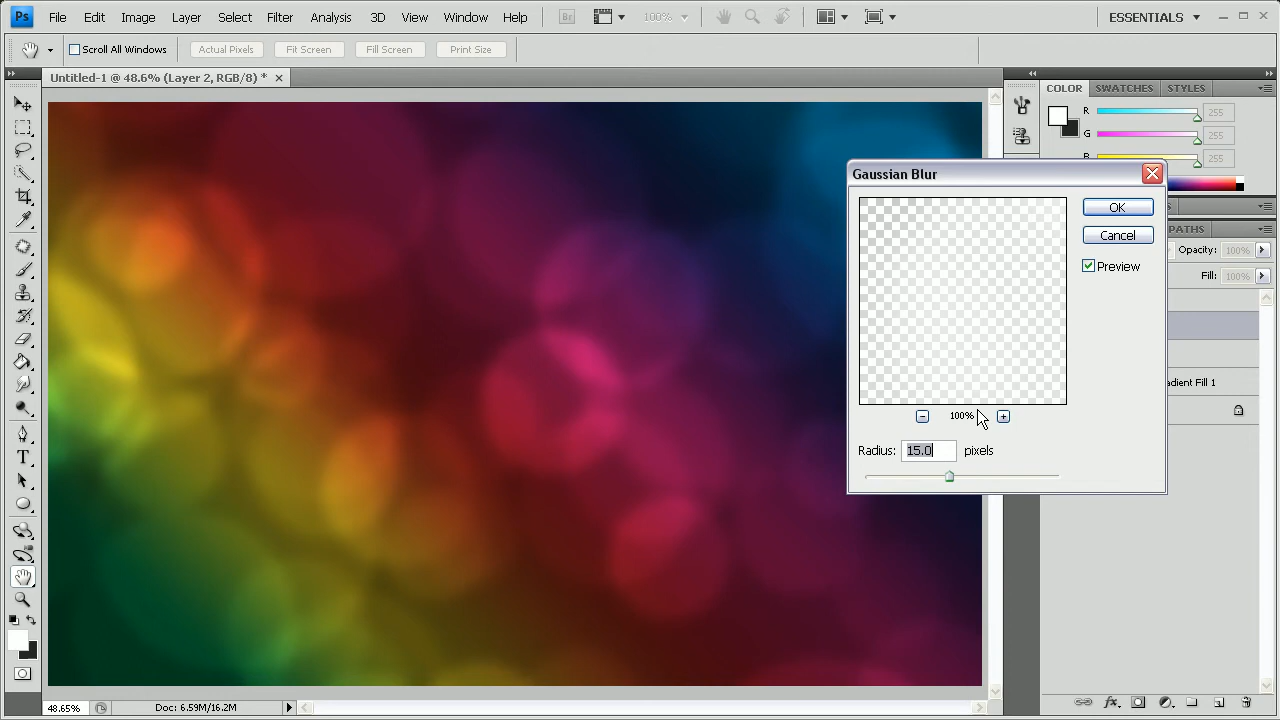 Ps File Edit Image Layer Select Filter Analysis 3D View Window Help Br 100% ESSENTIALS
Scroll All Windows Actual Pixels Fit Screen Fill Screen Print Size
Untitled-1 @ 48.6% (Layer 2, RGB/8) *
COLOR SWATCHES STYLES
R 255
G 255
B 255
Gaussian Blur
OK
Cancel
Preview
PATHS
Opacity: 100%
Fill: 100%
adient Fill 1
100%
Radius: 15.0 pixels
T
48.65% Doc: 6.59M/16.2M
fx